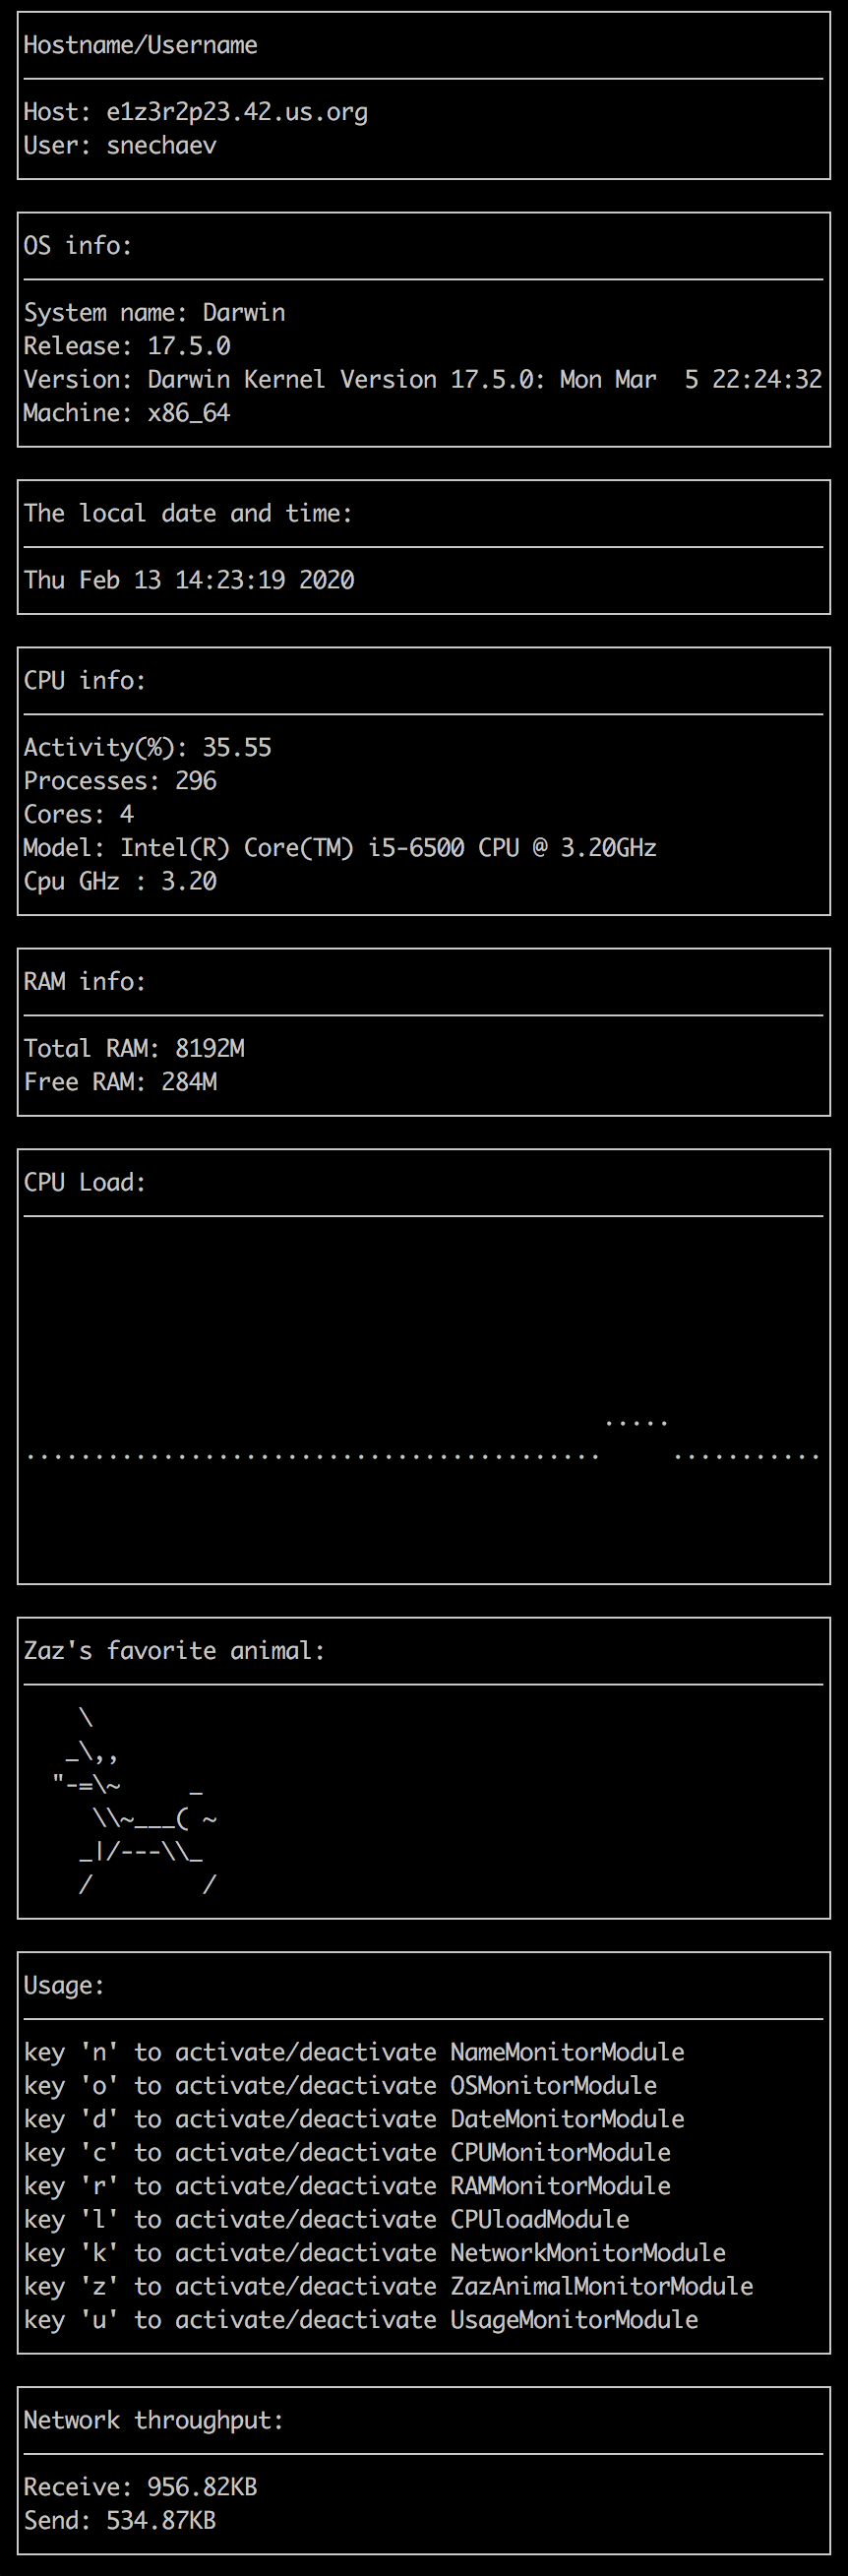 Hostname/Username
Host: e1z3r2p23.42.us.org
User: snechaev
OS info:
System name: Darwin
Release: 17.5.0
Version: Darwin Kernel Version 17.5.0: Mon Mar  5 22:24:32
Machine: x86_64
The local date and time:
Thu Feb 13 14:23:19 2020
CPU info:
Activity(%): 35.55
Processes: 296
Cores: 4
Model: Intel(R) Core(TM) i5-6500 CPU @ 3.20GHz
Cpu GHz : 3.20
RAM info:
Total RAM: 8192M
Free RAM: 284M
CPU Load:
                                          .....
..........................................     ...........
Zaz's favorite animal:
    \
   _\,,
  "-=\~     _
     \\~___( ~
    _|/---\\_
    /        /
Usage:
key 'n' to activate/deactivate NameMonitorModule
key 'o' to activate/deactivate OSMonitorModule
key 'd' to activate/deactivate DateMonitorModule
key 'c' to activate/deactivate CPUMonitorModule
key 'r' to activate/deactivate RAMMonitorModule
key 'l' to activate/deactivate CPUloadModule
key 'k' to activate/deactivate NetworkMonitorModule
key 'z' to activate/deactivate ZazAnimalMonitorModule
key 'u' to activate/deactivate UsageMonitorModule
Network throughput:
Receive: 956.82KB
Send: 534.87KB